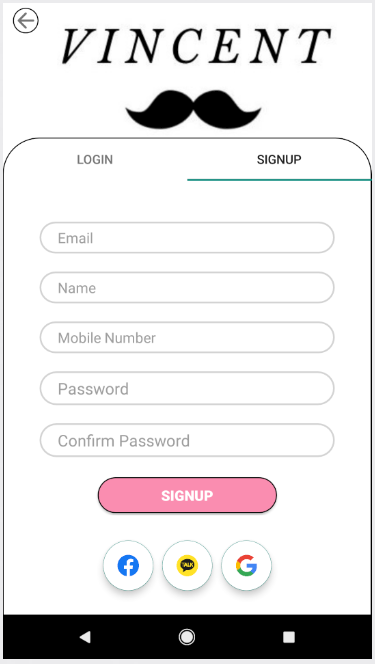 VINCENT
LOGIN SIGNUP
Email
Name
Mobile Number
Password
Confirm Password
SIGNUP
TALK